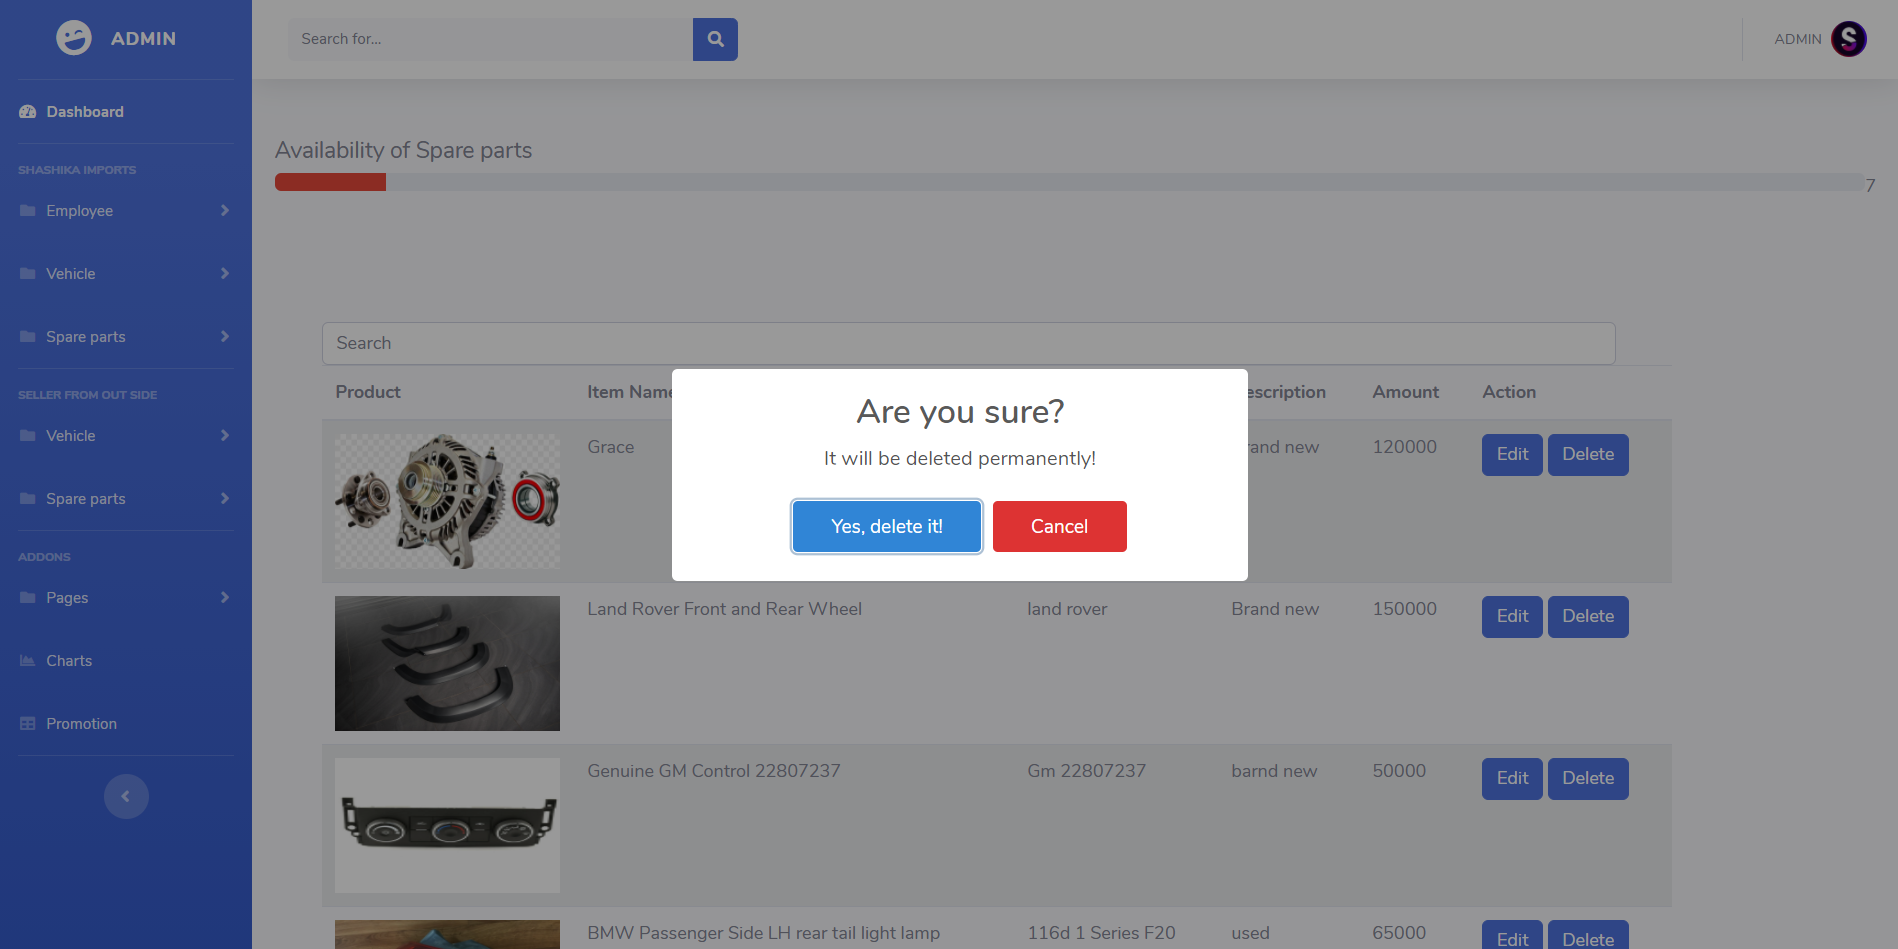 ADMIN
Search for...
ADMIN
Dashboard
SHASHIKA IMPORTS
Employee
Vehicle
Spare parts
SELLER FROM OUT SIDE
Vehicle
Spare parts
ADDONS
Pages
Charts
Promotion
Availability of Spare parts
7
Search
Product Item Name escription Amount Action
Grace rand new 120000 Edit Delete
Are you sure?
It will be deleted permanently!
Yes, delete it! Cancel
Land Rover Front and Rear Wheel land rover Brand new 150000 Edit Delete
Genuine GM Control 22807237 Gm 22807237 barnd new 50000 Edit Delete
BMW Passenger Side LH rear tail light lamp 116d 1 Series F20 used 65000 Edit Delete